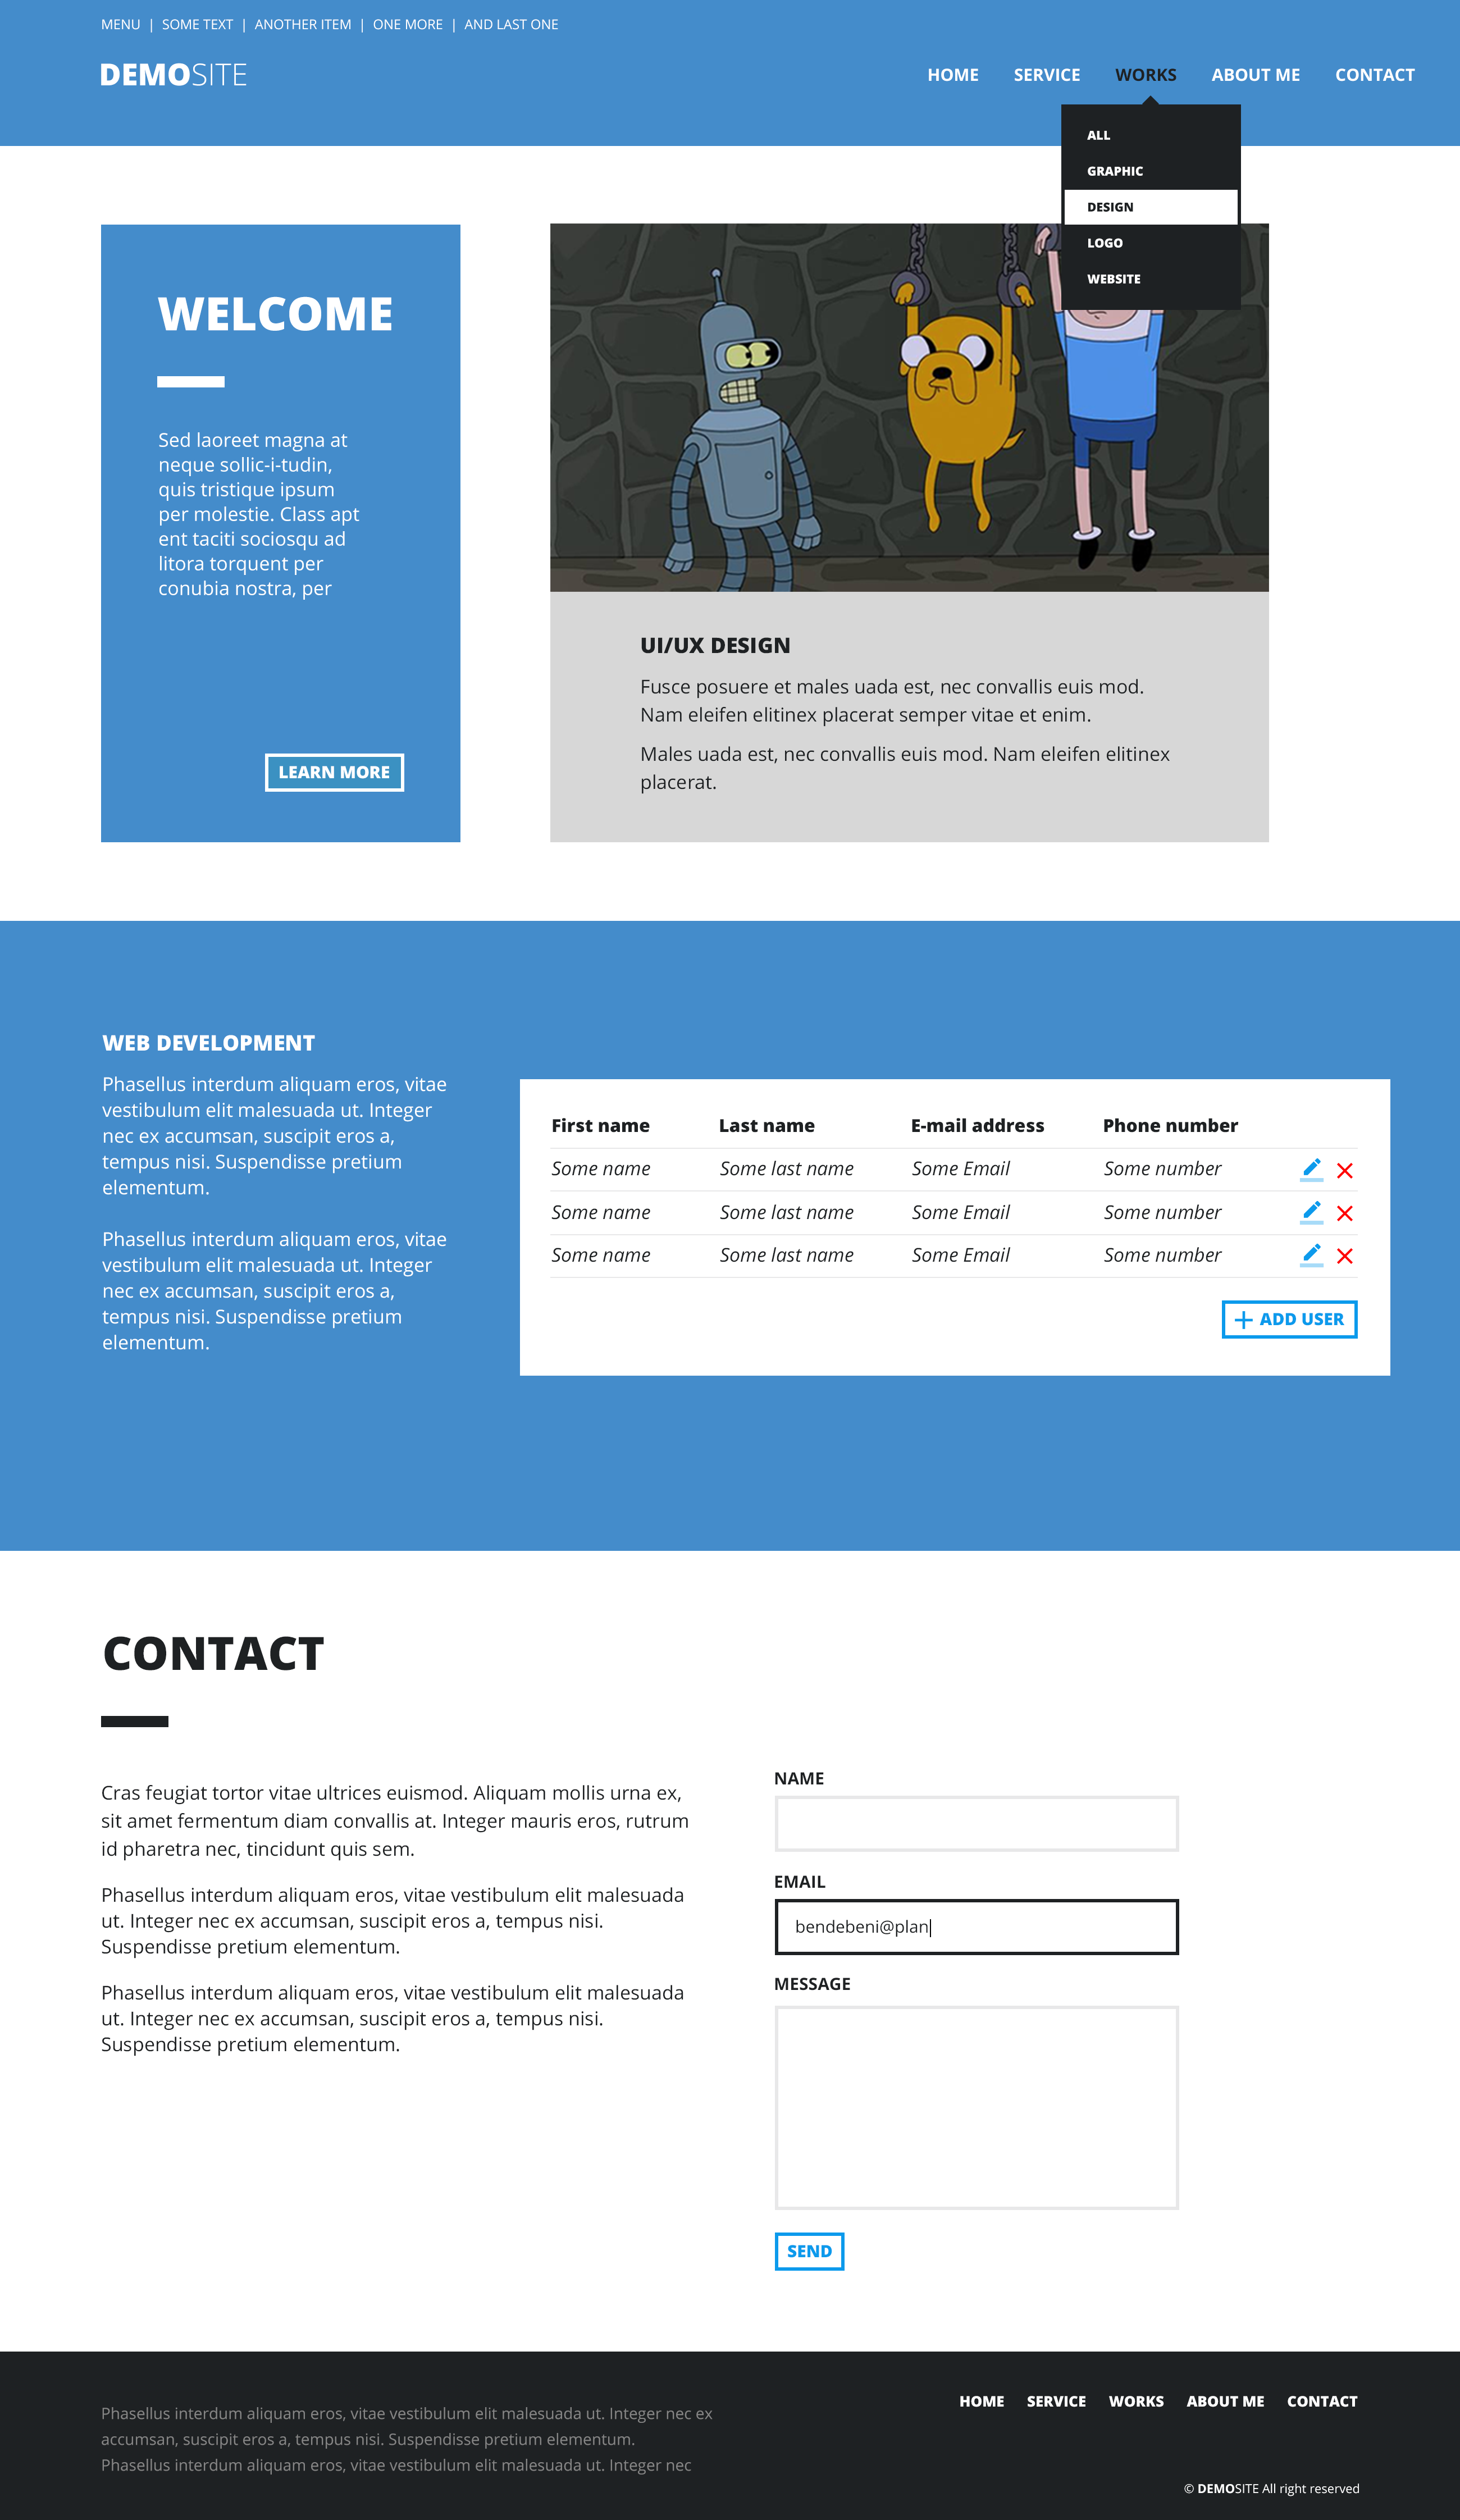 MENU | SOME TEXT | ANOTHER ITEM | ONE MORE | AND LAST ONE
DEMOSITE
HOME SERVICE WORKS ABOUT ME CONTACT
ALL
GRAPHIC
DESIGN
LOGO
WEBSITE
WELCOME
Sed laoreet magna at
neque sollic-i-tudin,
quis tristique ipsum
per molestie. Class apt
ent taciti sociosqu ad
litora torquent per
conubia nostra, per
LEARN MORE
UI/UX DESIGN
Fusce posuere et males uada est, nec convallis euis mod.
Nam eleifen elitinex placerat semper vitae et enim.
Males uada est, nec convallis euis mod. Nam eleifen elitinex
placerat.
WEB DEVELOPMENT
Phasellus interdum aliquam eros, vitae
vestibulum elit malesuada ut. Integer
nec ex accumsan, suscipit eros a,
tempus nisi. Suspendisse pretium
elementum.
Phasellus interdum aliquam eros, vitae
vestibulum elit malesuada ut. Integer
nec ex accumsan, suscipit eros a,
tempus nisi. Suspendisse pretium
elementum.
First name Last name E-mail address Phone number
Some name Some last name Some Email Some number
Some name Some last name Some Email Some number
Some name Some last name Some Email Some number
ADD USER
CONTACT
Cras feugiat tortor vitae ultrices euismod. Aliquam mollis urna ex,
sit amet fermentum diam convallis at. Integer mauris eros, rutrum
id pharetra nec, tincidunt quis sem.
Phasellus interdum aliquam eros, vitae vestibulum elit malesuada
ut. Integer nec ex accumsan, suscipit eros a, tempus nisi.
Suspendisse pretium elementum.
Phasellus interdum aliquam eros, vitae vestibulum elit malesuada
ut. Integer nec ex accumsan, suscipit eros a, tempus nisi.
Suspendisse pretium elementum.
NAME
EMAIL
bendebeni@plan
MESSAGE
SEND
Phasellus interdum aliquam eros, vitae vestibulum elit malesuada ut. Integer nec ex
accumsan, suscipit eros a, tempus nisi. Suspendisse pretium elementum.
Phasellus interdum aliquam eros, vitae vestibulum elit malesuada ut. Integer nec
HOME SERVICE WORKS ABOUT ME CONTACT
© DEMOSITE All right reserved